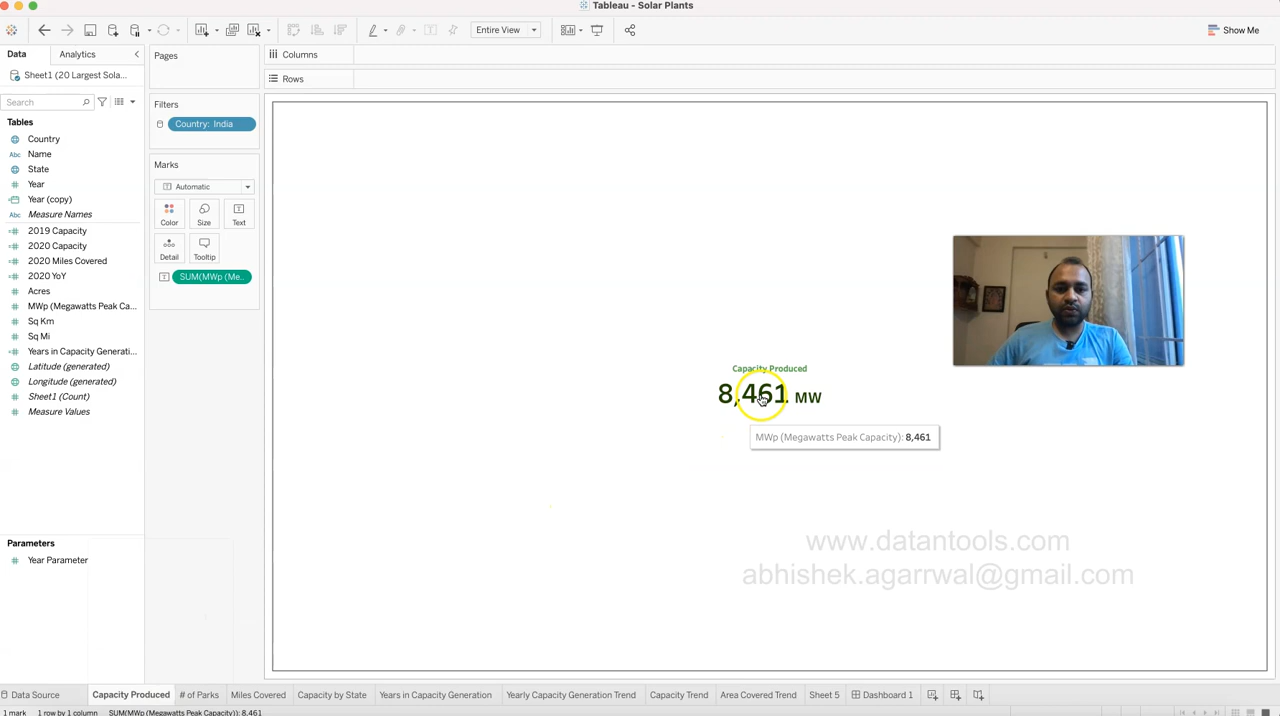 Tableau - Solar Plants
Entire View
Show Me
Data
Analytics
Pages
Columns
Rows
Sheet1 (20 Largest Sola...
Search
Filters
Country: India
Tables
Country
Name
State
Year
Year (copy)
Measure Names
2019 Capacity
2020 Capacity
2020 Miles Covered
2020 YoY
Acres
MWp (Megawatts Peak Ca...
Sq Km
Sq Mi
Years in Capacity Generati...
Latitude (generated)
Longitude (generated)
Sheet1 (Count)
Measure Values
Marks
Automatic
Color
Size
Text
Detail
Tooltip
SUM(MWp (Me..
Capacity Produced
8,461 MW
MWp (Megawatts Peak Capacity): 8,461
www.datantools.com
abhishek.agarrwal@gmail.com
Parameters
Year Parameter
Data Source
Capacity Produced
# of Parks
Miles Covered
Capacity by State
Years in Capacity Generation
Yearly Capacity Generation Trend
Capacity Trend
Area Covered Trend
Sheet 5
Dashboard 1
1 mark
1 row by 1 column
SUM(MWp (Megawatts Peak Capacity)): 8,461